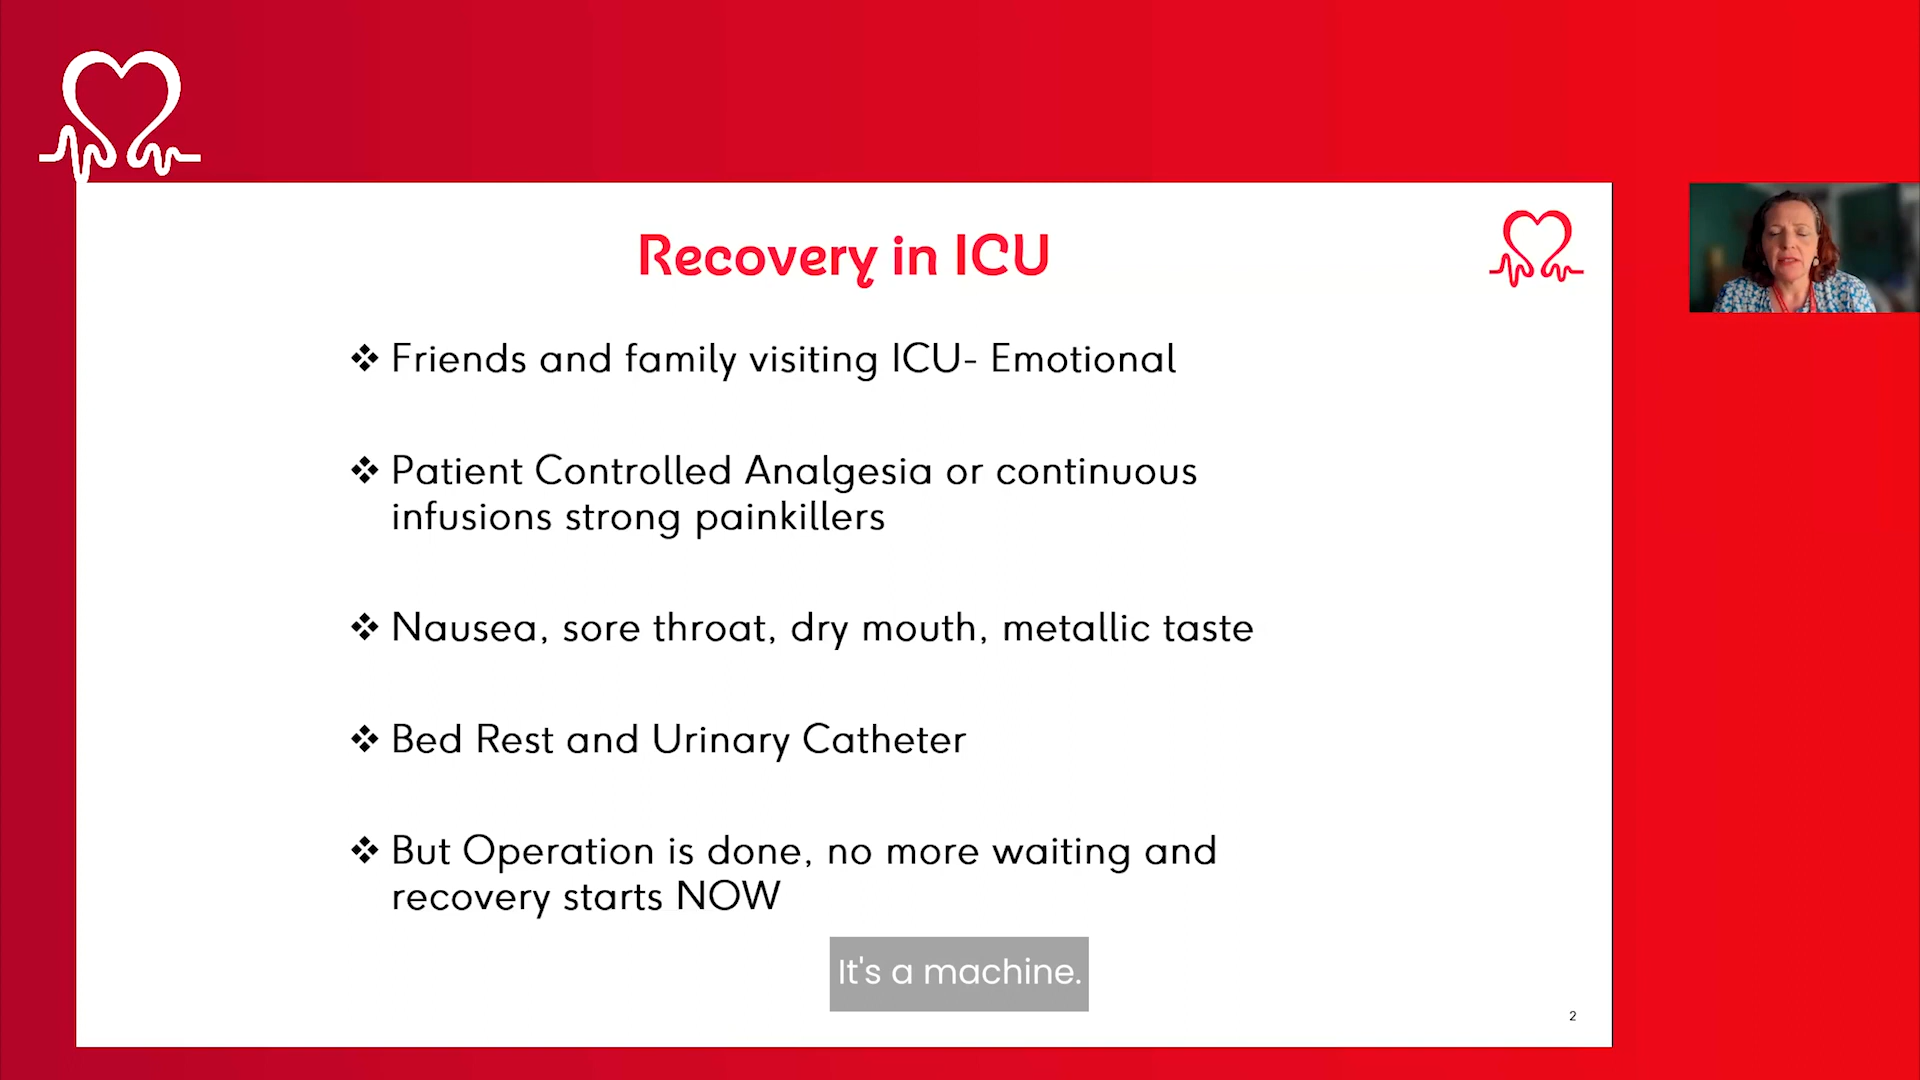 Recovery in ICU
❖ Friends and family visiting ICU- Emotional
❖ Patient Controlled Analgesia or continuous
infusions strong painkillers
❖ Nausea, sore throat, dry mouth, metallic taste
❖ Bed Rest and Urinary Catheter
❖ But Operation is done, no more waiting and
recovery starts NOW
It's a machine.
2